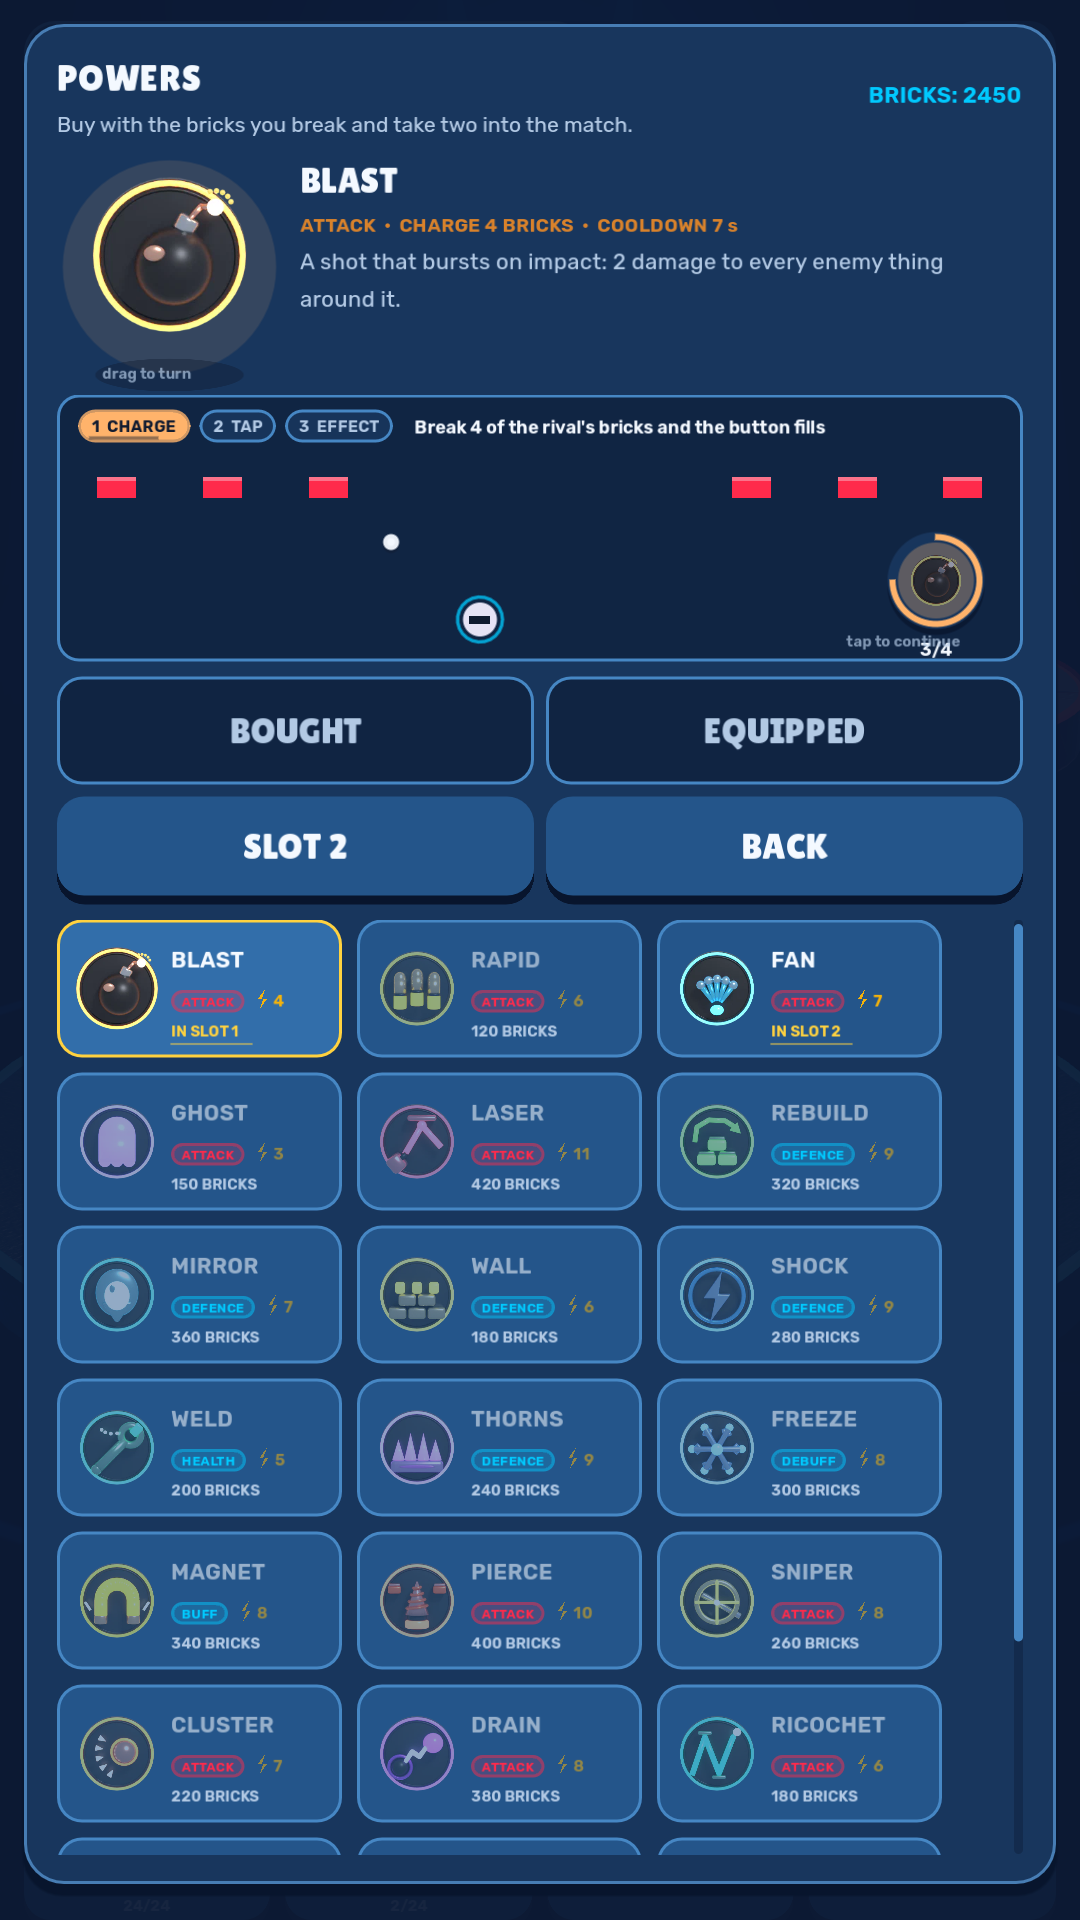 POWERS
BRICKS: 2450
Buy with the bricks you break and take two into the match.
BLAST
ATTACK · CHARGE 4 BRICKS · COOLDOWN 7 s
A shot that bursts on impact: 2 damage to every enemy thing
around it.
drag to turn
1 CHARGE
2 TAP
3 EFFECT
Break 4 of the rival's bricks and the button fills
tap to continue
3/4
BOUGHT
EQUIPPED
SLOT 2
BACK
BLAST
ATTACK 4
IN SLOT 1
RAPID
ATTACK 6
120 BRICKS
FAN
ATTACK 7
IN SLOT 2
GHOST
ATTACK 3
150 BRICKS
LASER
ATTACK 11
420 BRICKS
REBUILD
DEFENCE 9
320 BRICKS
MIRROR
DEFENCE 7
360 BRICKS
WALL
DEFENCE 6
180 BRICKS
SHOCK
DEFENCE 9
280 BRICKS
WELD
HEALTH 5
200 BRICKS
THORNS
DEFENCE 9
240 BRICKS
FREEZE
DEBUFF 8
300 BRICKS
MAGNET
BUFF 8
340 BRICKS
PIERCE
ATTACK 10
400 BRICKS
SNIPER
ATTACK 8
260 BRICKS
CLUSTER
ATTACK 7
220 BRICKS
DRAIN
ATTACK 8
380 BRICKS
RICOCHET
ATTACK 6
180 BRICKS
24/24
2/24